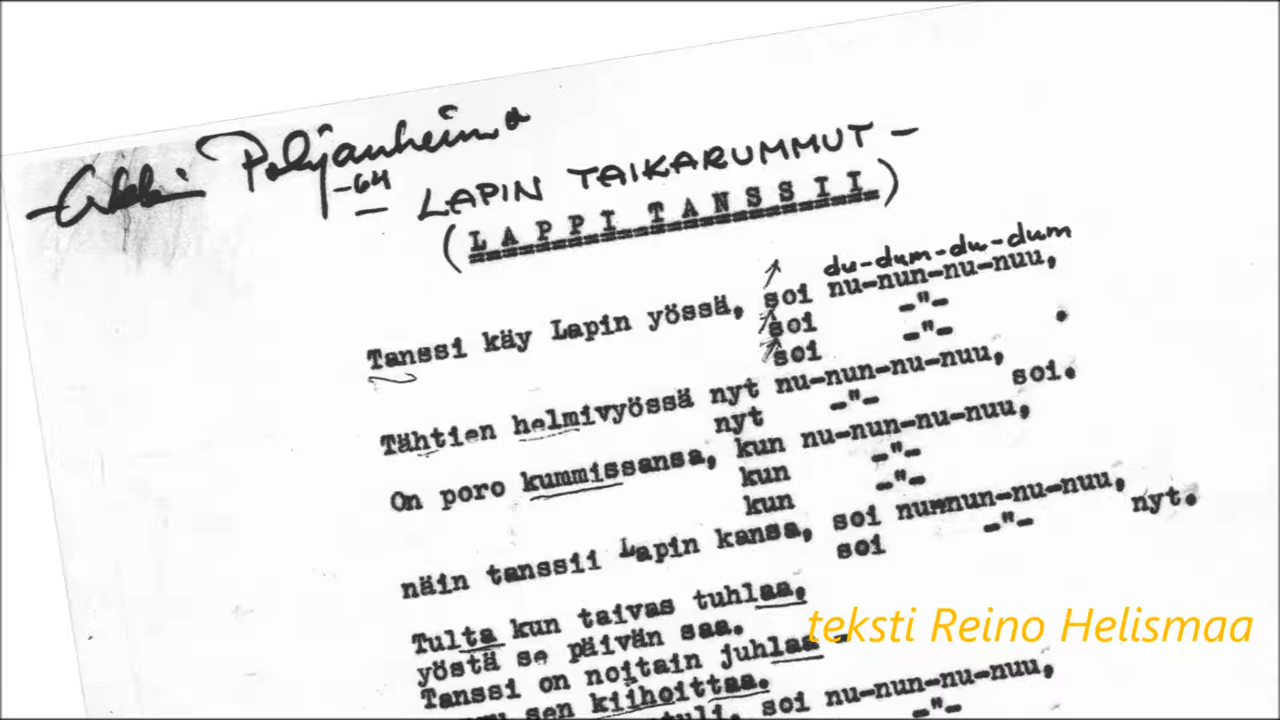 Erkki Pohjanheimo
-64
– LAPIN TAIKARUMMUT –
(LAPPI TANSSII)
du-dum-du-dum
Tanssi käy Lapin yössä, soi nu-nun-nu-nuu,
soi -"-
soi -"- .
Tähtien helmivyössä nyt nu-nun-nu-nuu,
nyt -"- soi.
On poro kummissansa, kun nu-nun-nu-nuu,
kun -"-
kun -"-
näin tanssii Lapin kansa, soi numnun-nu-nuu,
soi -"- nyt.
Tulta kun taivas tuhlaa,
yöstä se päivän saa.
Tanssi on noitain juhlaa -
sen kiihoittaa.
soi nu-nun-nu-nuu,
-"-
teksti Reino Helismaa